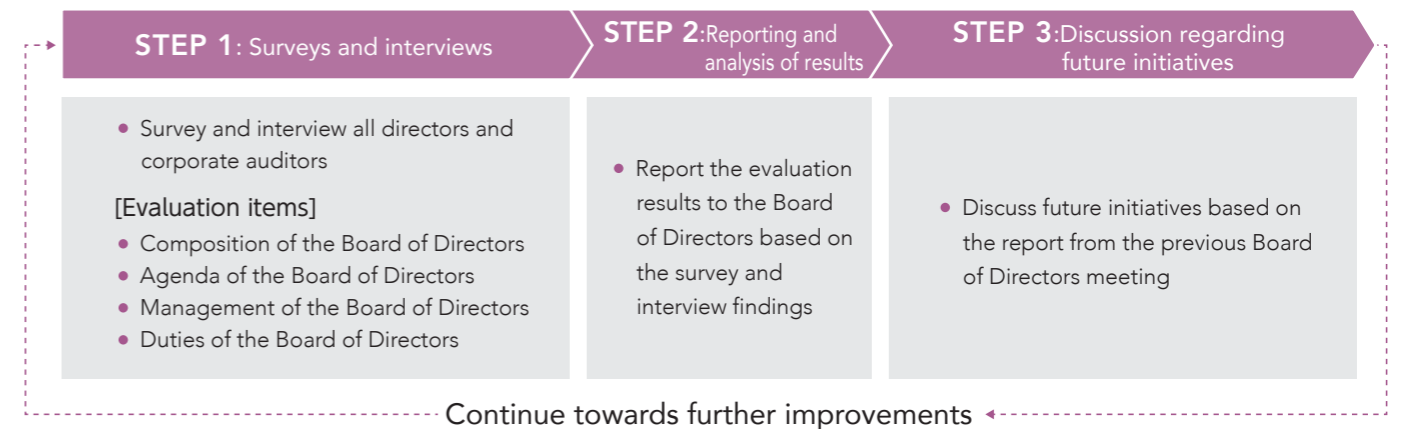 STEP 1: Surveys and interviews
• Survey and interview all directors and
corporate auditors
[Evaluation items]
• Composition of the Board of Directors
• Agenda of the Board of Directors
• Management of the Board of Directors
• Duties of the Board of Directors
STEP 2:Reporting and
analysis of results
• Report the evaluation
results to the Board
of Directors based on
the survey and
interview findings
STEP 3:Discussion regarding
future initiatives
• Discuss future initiatives based on
the report from the previous Board
of Directors meeting
Continue towards further improvements